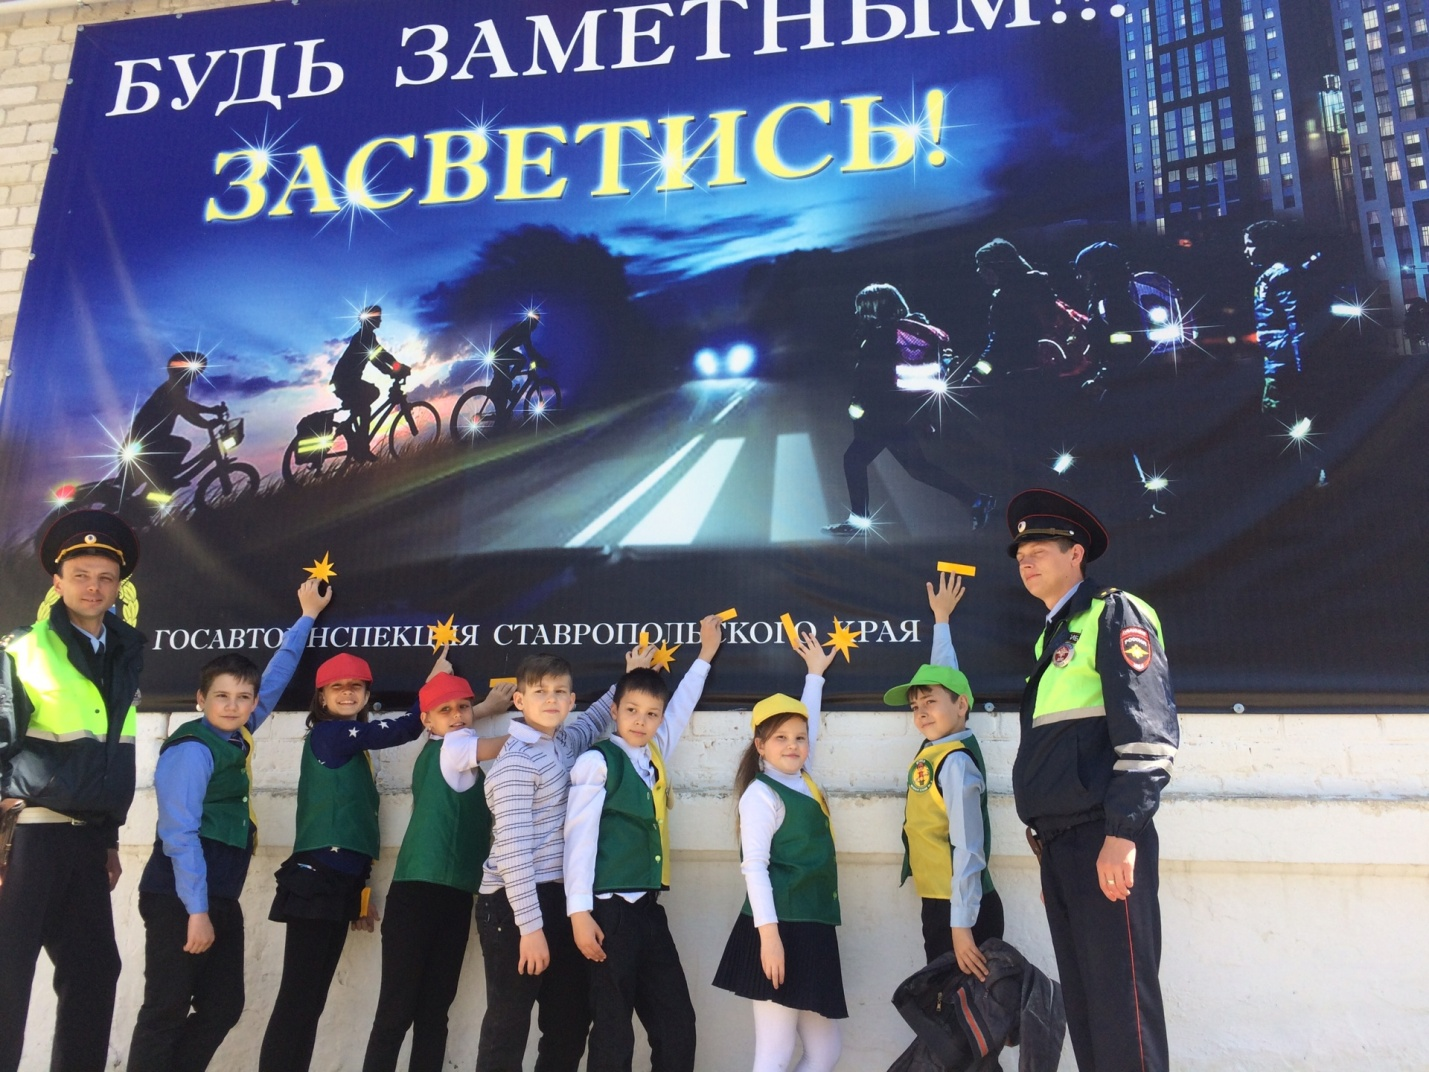 БУДЬ ЗАМЕТНЫМ!!!
ЗАСВЕТИСЬ!
ГОСАВТОИНСПЕКЦИЯ СТАВРОПОЛЬСКОГО КРАЯ